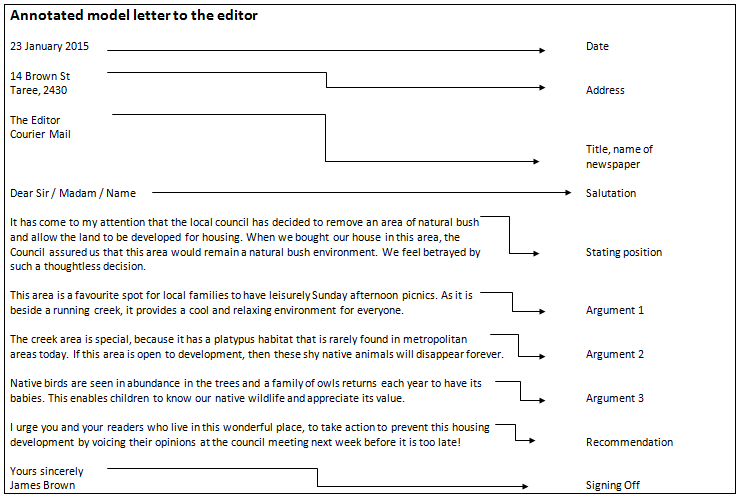 Annotated model letter to the editor
23 January 2015
Date
14 Brown St
Taree, 2430
Address
The Editor
Courier Mail
Title, name of
newspaper
Dear Sir / Madam / Name
Salutation
It has come to my attention that the local council has decided to remove an area of natural bush
and allow the land to be developed for housing. When we bought our house in this area, the
Council assured us that this area would remain a natural bush environment. We feel betrayed by
such a thoughtless decision.
Stating position
This area is a favourite spot for local families to have leisurely Sunday afternoon picnics. As it is
beside a running creek, it provides a cool and relaxing environment for everyone.
Argument 1
The creek area is special, because it has a platypus habitat that is rarely found in metropolitan
areas today. If this area is open to development, then these shy native animals will disappear forever.
Argument 2
Native birds are seen in abundance in the trees and a family of owls returns each year to have its
babies. This enables children to know our native wildlife and appreciate its value.
Argument 3
I urge you and your readers who live in this wonderful place, to take action to prevent this housing
development by voicing their opinions at the council meeting next week before it is too late!
Recommendation
Yours sincerely
James Brown
Signing Off